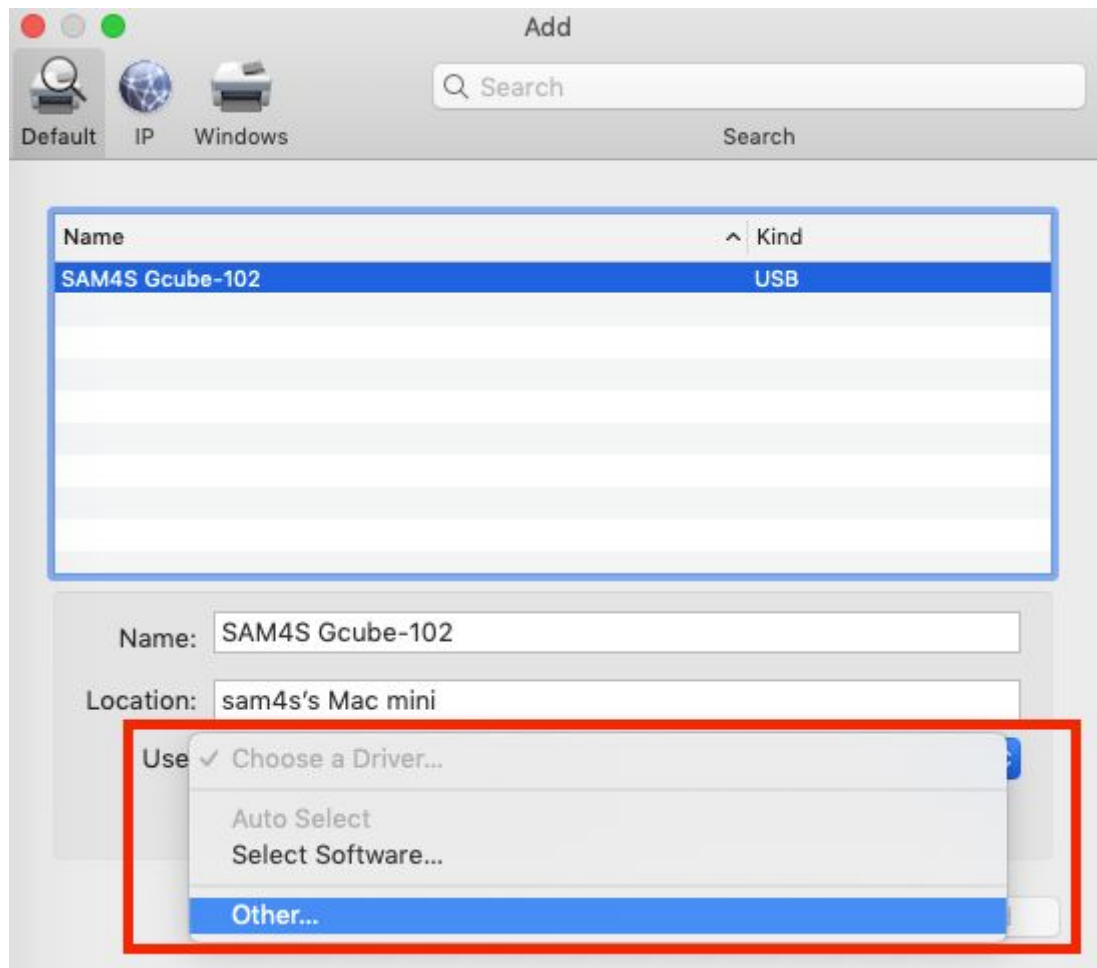 Add
Search
Default IP Windows Search
Name Kind
SAM4S Gcube-102 USB
Name: SAM4S Gcube-102
Location: sam4s's Mac mini
Use ✓ Choose a Driver...
Auto Select
Select Software...
Other...